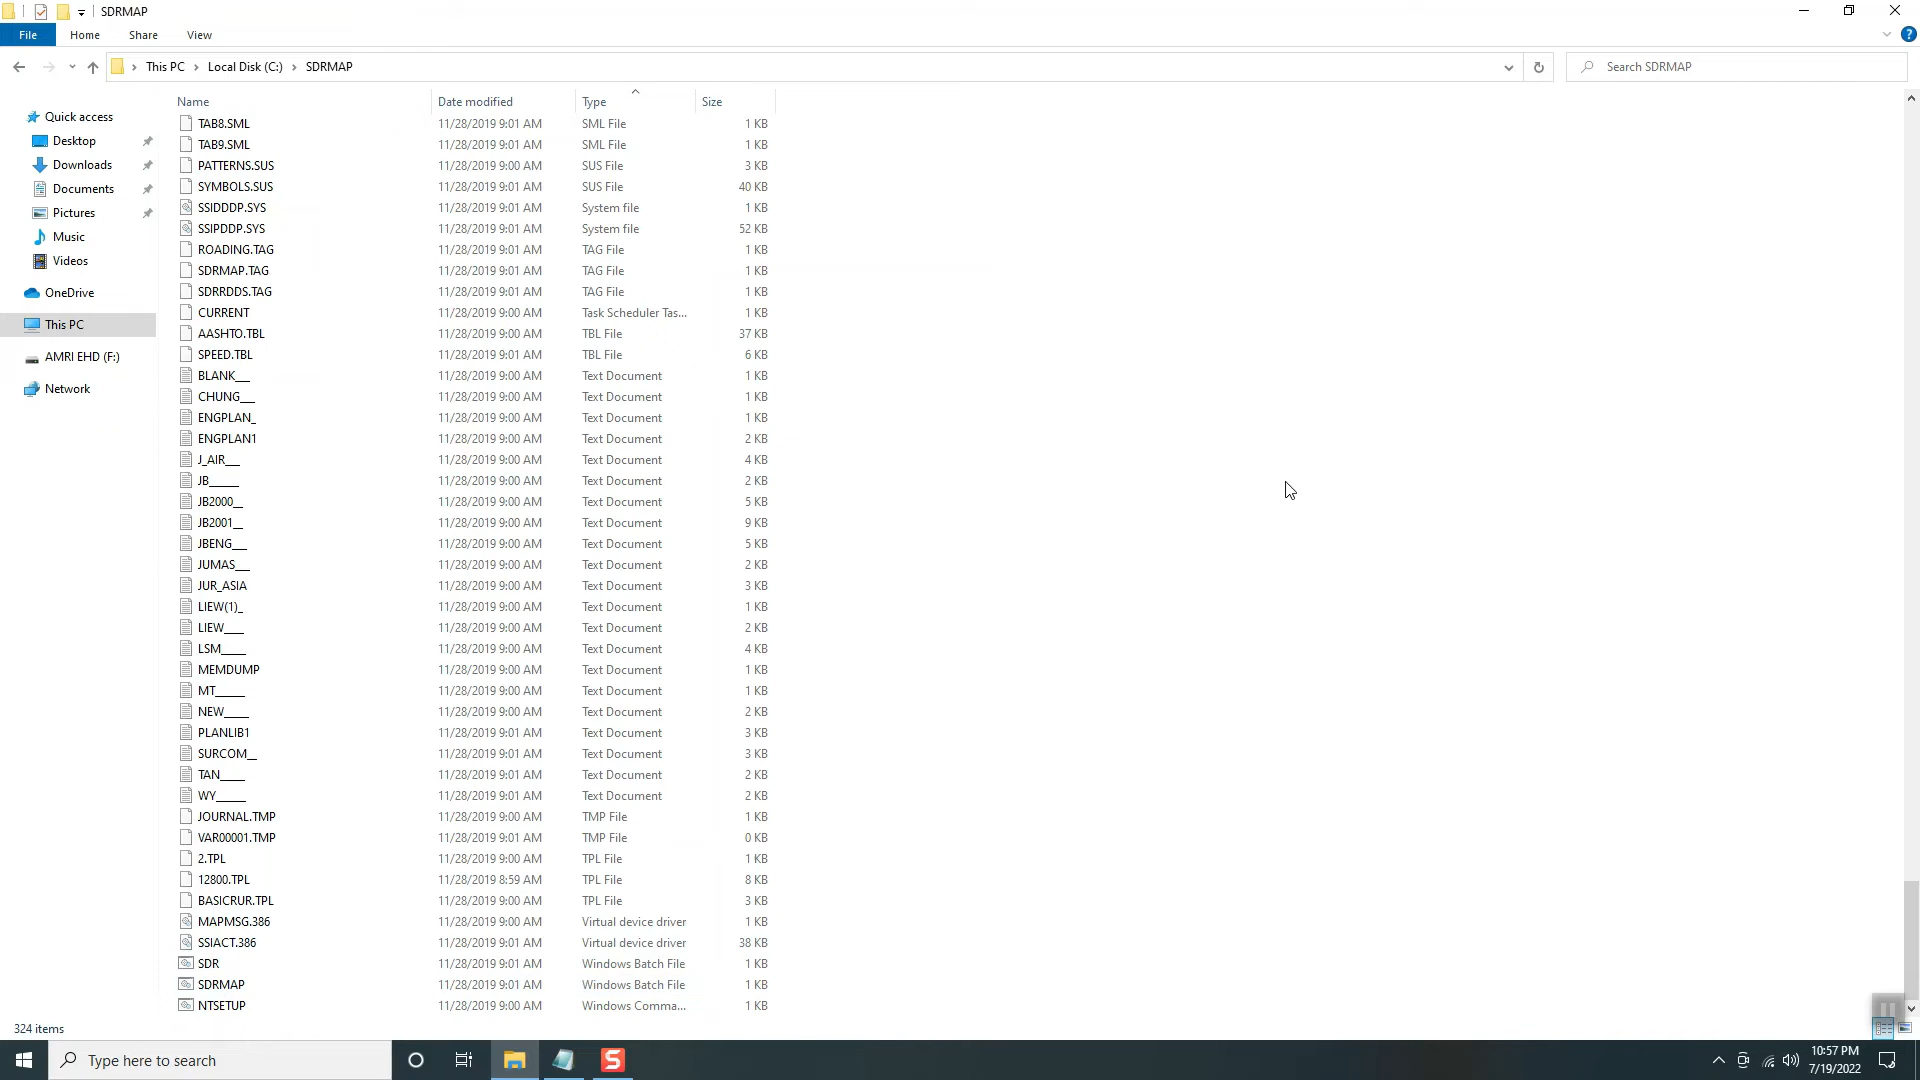 SDRMAP
File Home Share View
This PC Local Disk (C:) SDRMAP
Search SDRMAP
Name Date modified Type Size
Quick access
Desktop
Downloads
Documents
Pictures
Music
Videos
OneDrive
This PC
AMRI EHD (F:)
Network
TAB8.SML 11/28/2019 9:01 AM SML File 1 KB
TAB9.SML 11/28/2019 9:01 AM SML File 1 KB
PATTERNS.SUS 11/28/2019 9:00 AM SUS File 3 KB
SYMBOLS.SUS 11/28/2019 9:01 AM SUS File 40 KB
SSIDDDP.SYS 11/28/2019 9:01 AM System file 1 KB
SSIPDDP.SYS 11/28/2019 9:01 AM System file 52 KB
ROADING.TAG 11/28/2019 9:01 AM TAG File 1 KB
SDRMAP.TAG 11/28/2019 9:01 AM TAG File 1 KB
SDRRDDS.TAG 11/28/2019 9:01 AM TAG File 1 KB
CURRENT 11/28/2019 9:00 AM Task Scheduler Tas... 1 KB
AASHTO.TBL 11/28/2019 9:00 AM TBL File 37 KB
SPEED.TBL 11/28/2019 9:01 AM TBL File 6 KB
BLANK___ 11/28/2019 9:00 AM Text Document 1 KB
CHUNG___ 11/28/2019 9:00 AM Text Document 1 KB
ENGPLAN_ 11/28/2019 9:00 AM Text Document 1 KB
ENGPLAN1 11/28/2019 9:00 AM Text Document 2 KB
J_AIR___ 11/28/2019 9:00 AM Text Document 4 KB
JB______ 11/28/2019 9:00 AM Text Document 2 KB
JB2000__ 11/28/2019 9:00 AM Text Document 5 KB
JB2001__ 11/28/2019 9:00 AM Text Document 9 KB
JBENG___ 11/28/2019 9:00 AM Text Document 5 KB
JUMAS___ 11/28/2019 9:00 AM Text Document 2 KB
JUR_ASIA 11/28/2019 9:00 AM Text Document 3 KB
LIEW(1)_ 11/28/2019 9:00 AM Text Document 1 KB
LIEW____ 11/28/2019 9:00 AM Text Document 2 KB
LSM_____ 11/28/2019 9:00 AM Text Document 4 KB
MEMDUMP 11/28/2019 9:00 AM Text Document 1 KB
MT______ 11/28/2019 9:00 AM Text Document 1 KB
NEW_____ 11/28/2019 9:00 AM Text Document 2 KB
PLANLIB1 11/28/2019 9:01 AM Text Document 3 KB
SURCOM__ 11/28/2019 9:01 AM Text Document 3 KB
TAN_____ 11/28/2019 9:01 AM Text Document 2 KB
WY______ 11/28/2019 9:01 AM Text Document 2 KB
JOURNAL.TMP 11/28/2019 9:00 AM TMP File 1 KB
VAR00001.TMP 11/28/2019 9:01 AM TMP File 0 KB
2.TPL 11/28/2019 9:00 AM TPL File 1 KB
12800.TPL 11/28/2019 8:59 AM TPL File 8 KB
BASICRUR.TPL 11/28/2019 9:00 AM TPL File 3 KB
MAPMSG.386 11/28/2019 9:00 AM Virtual device driver 1 KB
SSIACT.386 11/28/2019 9:01 AM Virtual device driver 38 KB
SDR 11/28/2019 9:01 AM Windows Batch File 1 KB
SDRMAP 11/28/2019 9:01 AM Windows Batch File 1 KB
NTSETUP 11/28/2019 9:00 AM Windows Comma... 1 KB
324 items
Type here to search
S
10:57 PM
7/19/2022